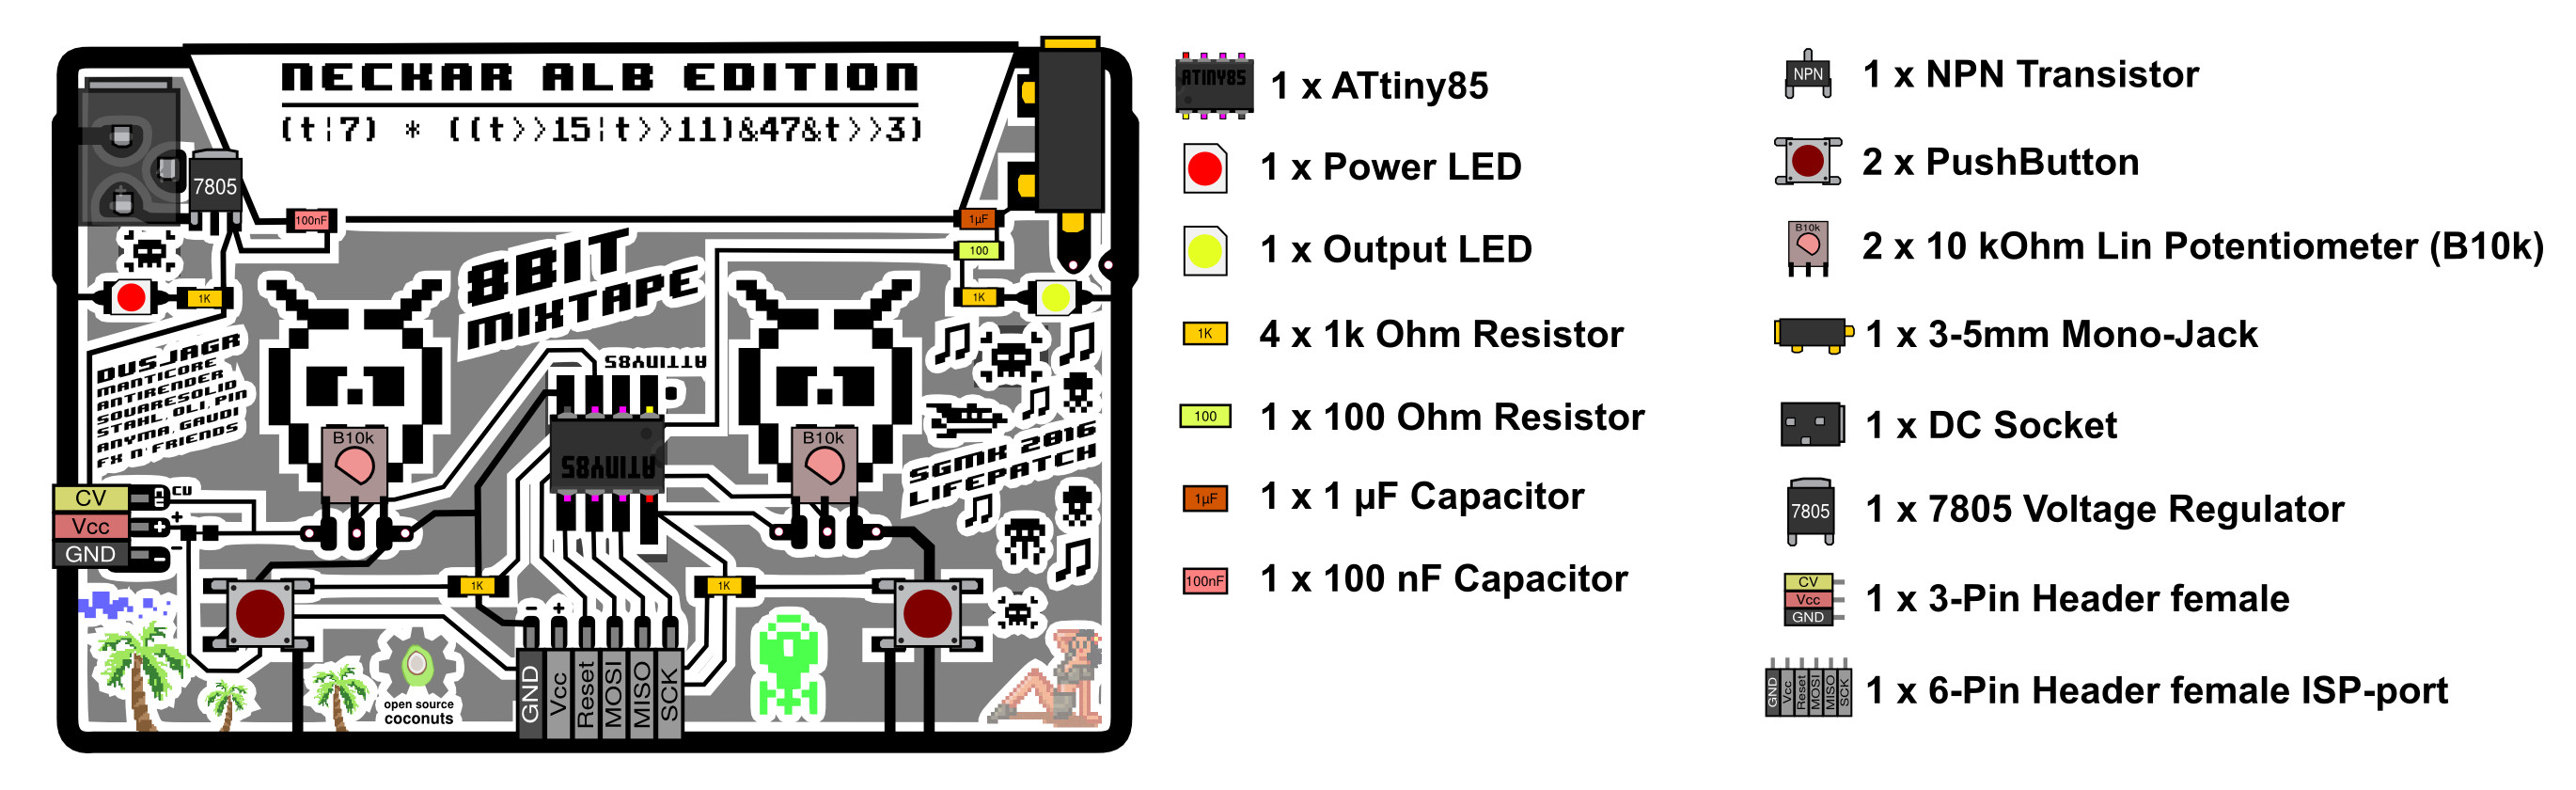 NECKAR ALB EDITION
(t|7) * ((t>>15|t>>11)&47&t>>3)
7805
100nF
1µF
100
1K
1K
8BIT
MIXTAPE
DUSJAGR
MANTICORE
ANTIRENDER
SQUARESOLID
STAHL, OLI, PIN
ANYMA, GAUDI
FX N FRIENDS
ATTINY85
B10k
B10k
ATINY85
SGMK 2016
LIFEPATCH
CV
CV
Vcc
+
GND
-
1K
1K
- +
GND
Vcc
Reset
MOSI
MISO
SCK
open source
coconuts
ATINY85
1 x ATtiny85
1 x Power LED
1 x Output LED
1K
4 x 1k Ohm Resistor
100
1 x 100 Ohm Resistor
1µF
1 x 1 µF Capacitor
100nF
1 x 100 nF Capacitor
NPN
1 x NPN Transistor
2 x PushButton
B10k
2 x 10 kOhm Lin Potentiometer (B10k)
1 x 3-5mm Mono-Jack
1 x DC Socket
7805
1 x 7805 Voltage Regulator
CV
Vcc
GND
1 x 3-Pin Header female
GND
Vcc
Reset
MOSI
MISO
SCK
1 x 6-Pin Header female ISP-port